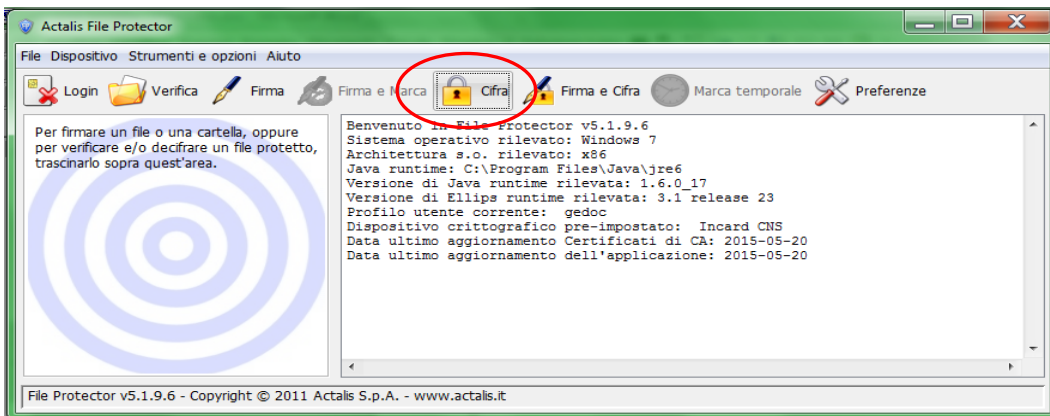 Actalis File Protector
File Dispositivo Strumenti e opzioni Aiuto
Login Verifica Firma Firma e Marca Cifra Firma e Cifra Marca temporale Preferenze
Per firmare un file o una cartella, oppure
per verificare e/o decifrare un file protetto,
trascinarlo sopra quest'area.
Benvenuto in File Protector v5.1.9.6
Sistema operativo rilevato: Windows 7
Architettura s.o. rilevato: x86
Java runtime: C:\Program Files\Java\jre6
Versione di Java runtime rilevata: 1.6.0_17
Versione di Ellips runtime rilevata: 3.1 release 23
Profilo utente corrente: gedoc
Dispositivo crittografico pre-impostato: Incard CNS
Data ultimo aggiornamento Certificati di CA: 2015-05-20
Data ultimo aggiornamento dell'applicazione: 2015-05-20
File Protector v5.1.9.6 - Copyright © 2011 Actalis S.p.A. - www.actalis.it